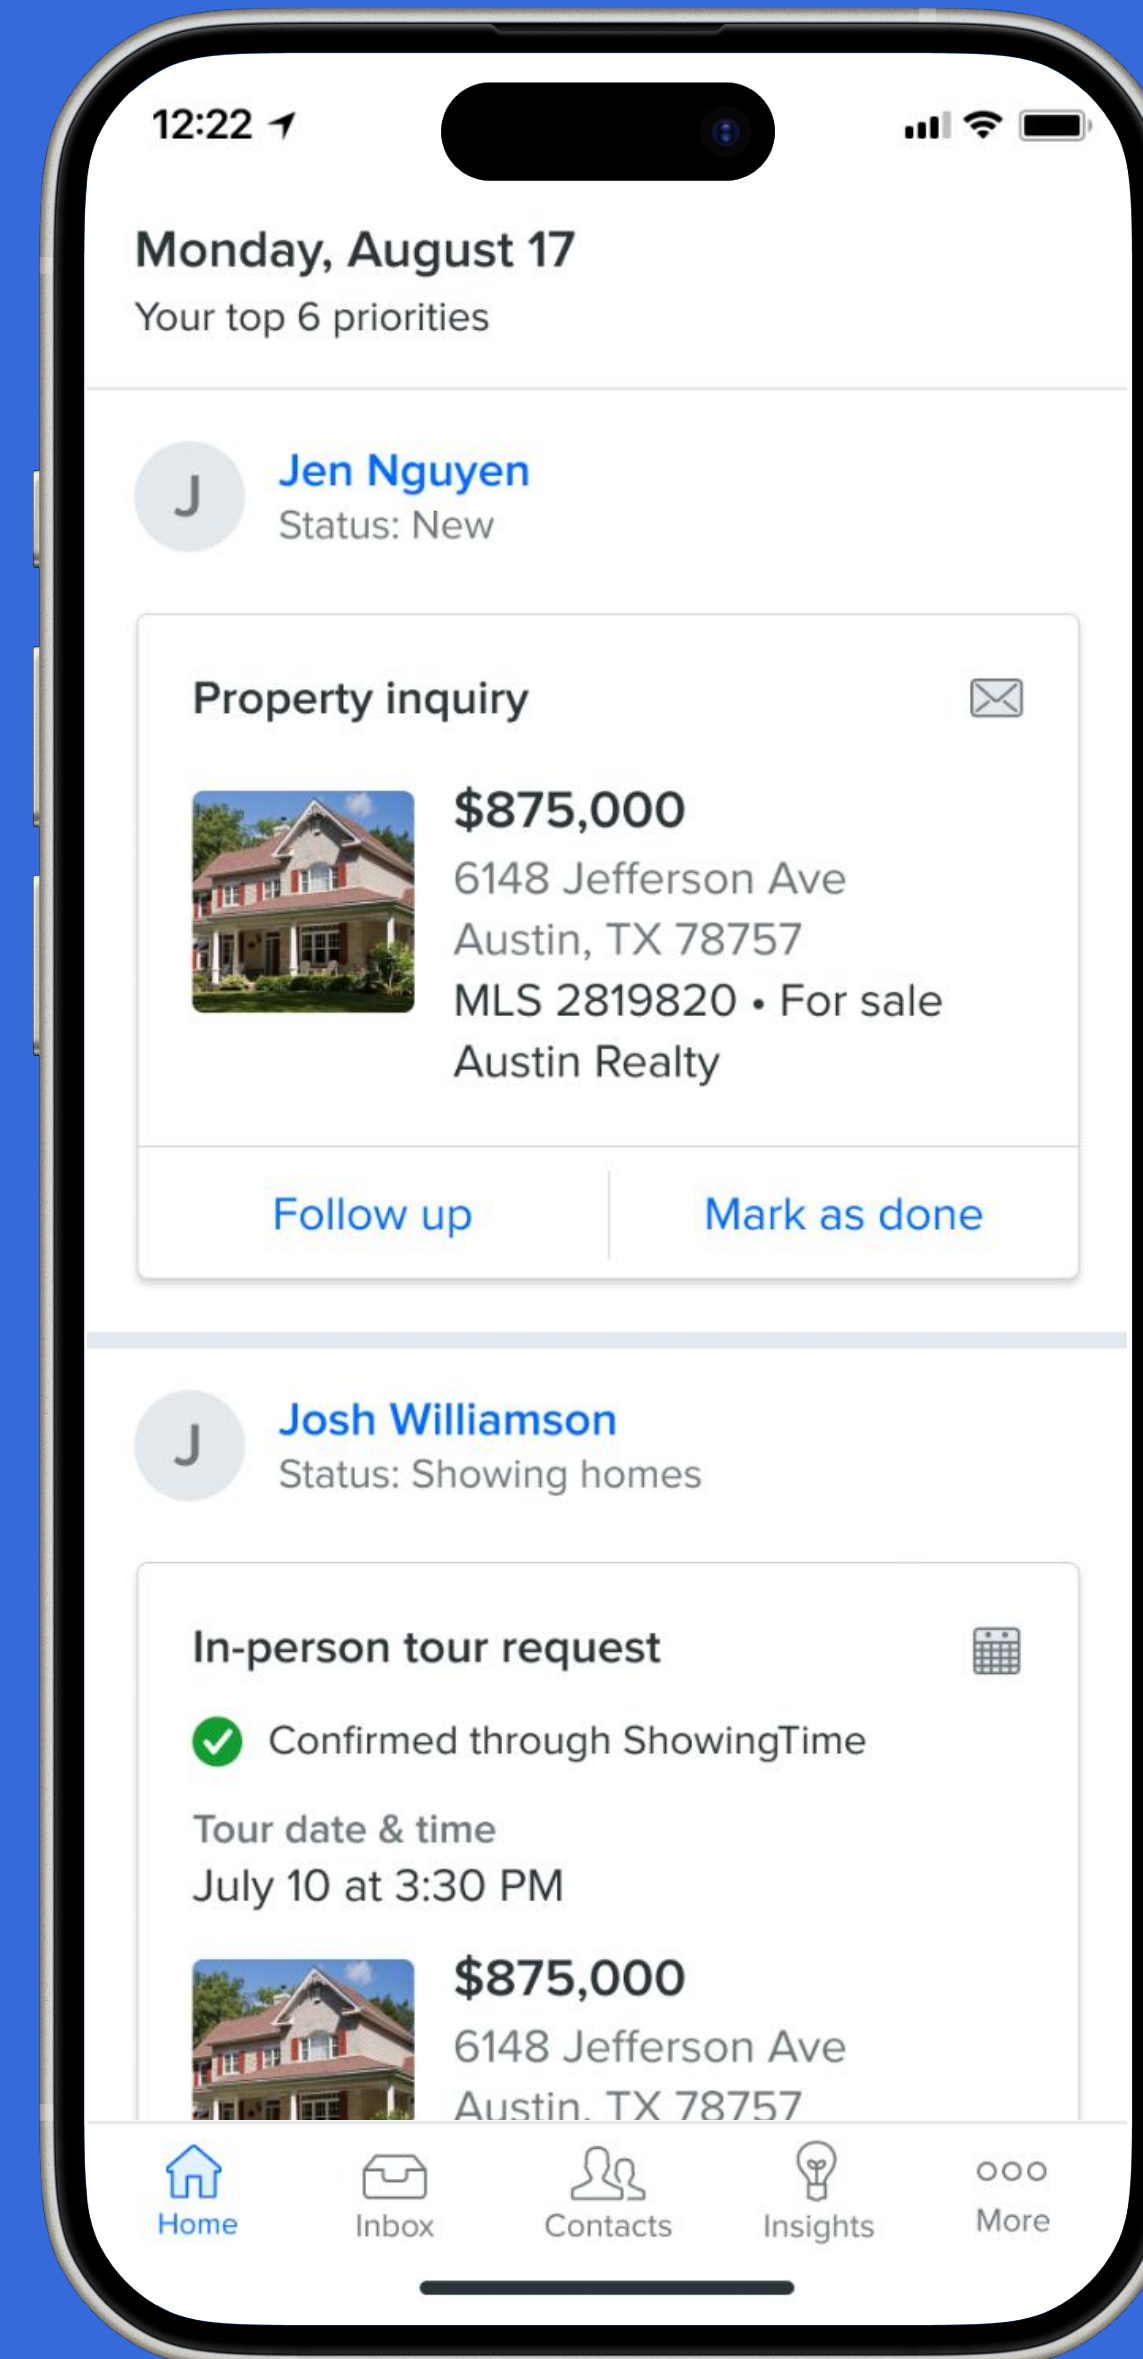 12:22
Monday, August 17
Your top 6 priorities
J
Jen Nguyen
Status: New
Property inquiry
$875,000
6148 Jefferson Ave
Austin, TX 78757
MLS 2819820 • For sale
Austin Realty
Follow up
Mark as done
J
Josh Williamson
Status: Showing homes
In-person tour request
Confirmed through ShowingTime
Tour date & time
July 10 at 3:30 PM
$875,000
6148 Jefferson Ave
Austin, TX 78757
Home
Inbox
Contacts
Insights
More